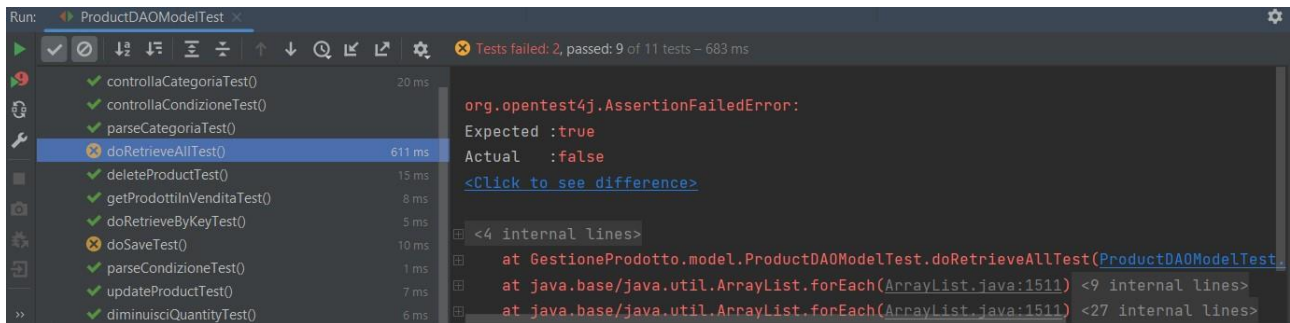 Run: ProductDAOModelTest
Tests failed: 2, passed: 9 of 11 tests – 683 ms
controllaCategoriaTest() 20 ms
controllaCondizioneTest()
parseCategoriaTest()
doRetrieveAllTest() 611 ms
deleteProductTest() 15 ms
getProdottiInVenditaTest() 8 ms
doRetrieveByKeyTest() 5 ms
doSaveTest() 10 ms
parseCondizioneTest() 1 ms
updateProductTest() 7 ms
diminuisciQuantityTest() 6 ms
org.opentest4j.AssertionFailedError:
Expected :true
Actual :false
<Click to see difference>
<4 internal lines>
at GestioneProdotto.model.ProductDAOModelTest.doRetrieveAllTest(ProductDAOModelTest.
at java.base/java.util.ArrayList.forEach(ArrayList.java:1511) <9 internal lines>
at java.base/java.util.ArrayList.forEach(ArrayList.java:1511) <27 internal lines>